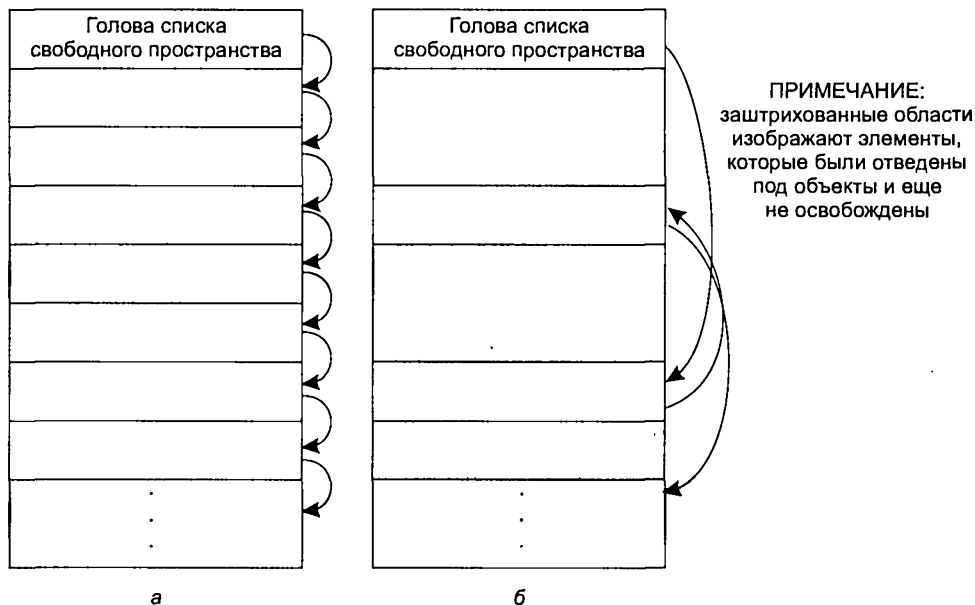 Голова списка
свободного пространства
Голова списка
свободного пространства
ПРИМЕЧАНИЕ:
заштрихованные области
изображают элементы,
которые были отведены
под объекты и еще
не освобождены
а
б